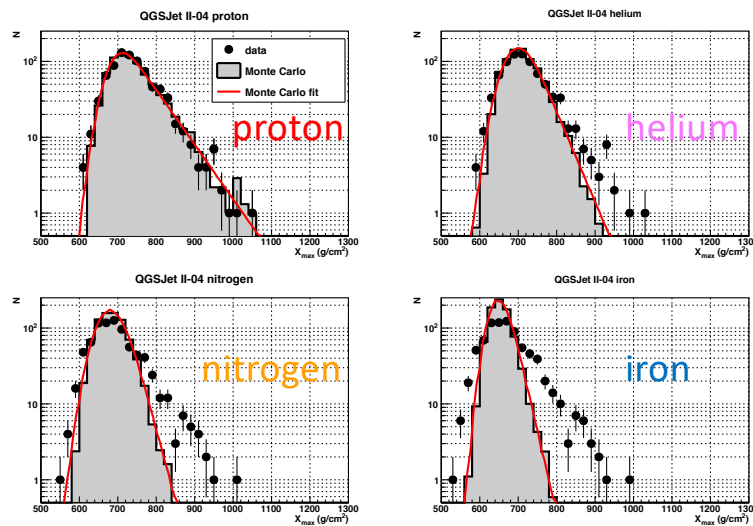 QGSJet II-04 proton
N
data
Monte Carlo
Monte Carlo fit
proton
10²
10
1
500 600 700 800 900 1000 1100 1200 1300
X_max (g/cm²)
QGSJet II-04 helium
N
helium
10²
10
1
500 600 700 800 900 1000 1100 1200 1300
X_max (g/cm²)
QGSJet II-04 nitrogen
N
nitrogen
10²
10
1
500 600 700 800 900 1000 1100 1200 1300
X_max (g/cm²)
QGSJet II-04 iron
N
iron
10²
10
1
500 600 700 800 900 1000 1100 1200 1300
X_max (g/cm²)